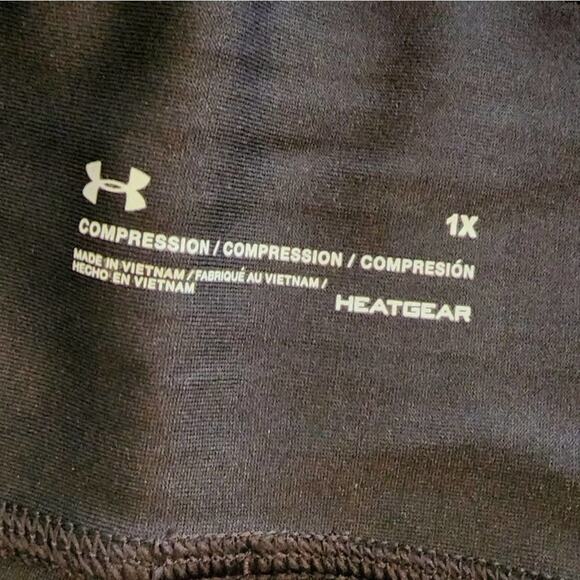 1X
COMPRESSION / COMPRESSION / COMPRESIÓN
MADE IN VIETNAM / FABRIQUÉ AU VIETNAM /
HECHO EN VIETNAM
HEATGEAR